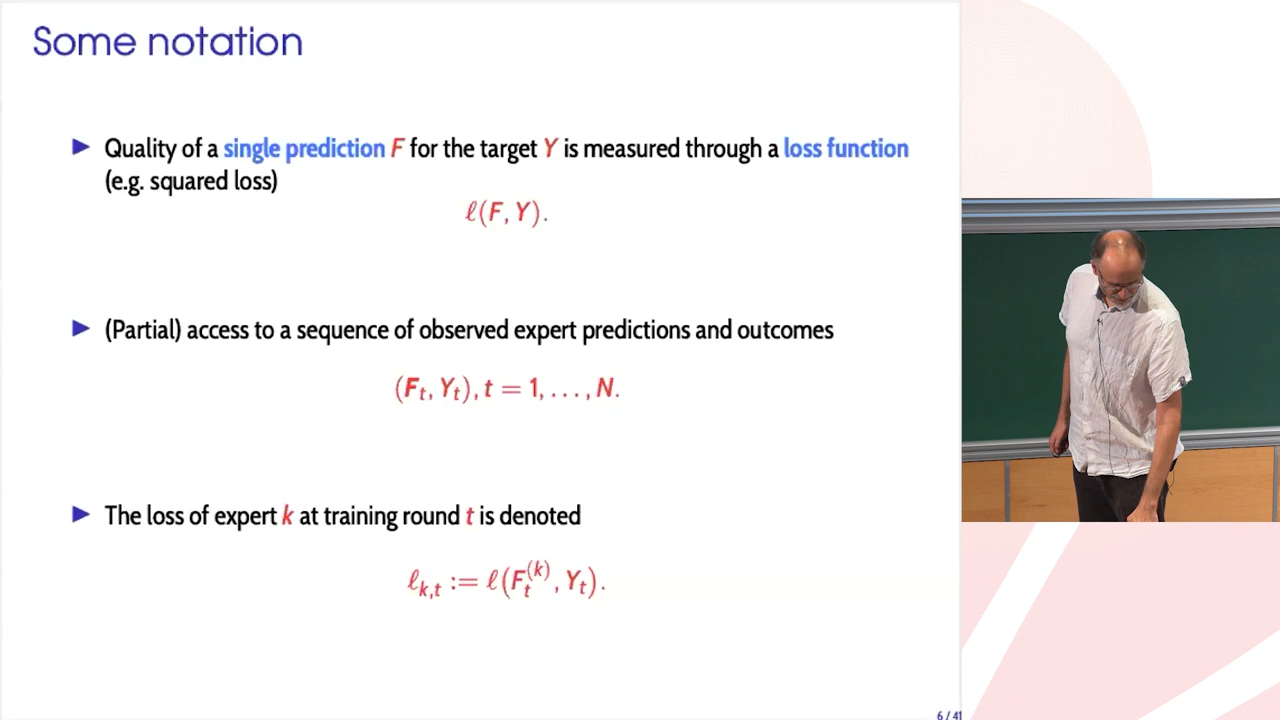 Some notation
► Quality of a single prediction F for the target Y is measured through a loss function
(e.g. squared loss)
ℓ(F, Y).
► (Partial) access to a sequence of observed expert predictions and outcomes
(F_t, Y_t), t = 1, . . . , N.
► The loss of expert k at training round t is denoted
ℓ_{k,t} := ℓ(F_t^{(k)}, Y_t).
6 / 41